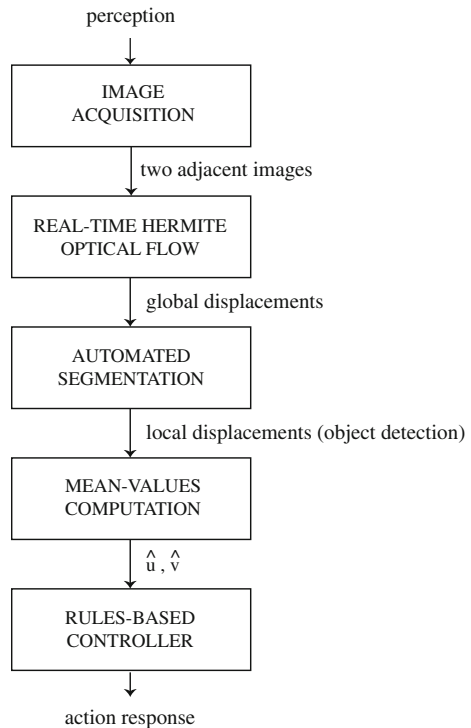 perception
IMAGE
ACQUISITION
two adjacent images
REAL-TIME HERMITE
OPTICAL FLOW
global displacements
AUTOMATED
SEGMENTATION
local displacements (object detection)
MEAN-VALUES
COMPUTATION
û , v̂
RULES-BASED
CONTROLLER
action response